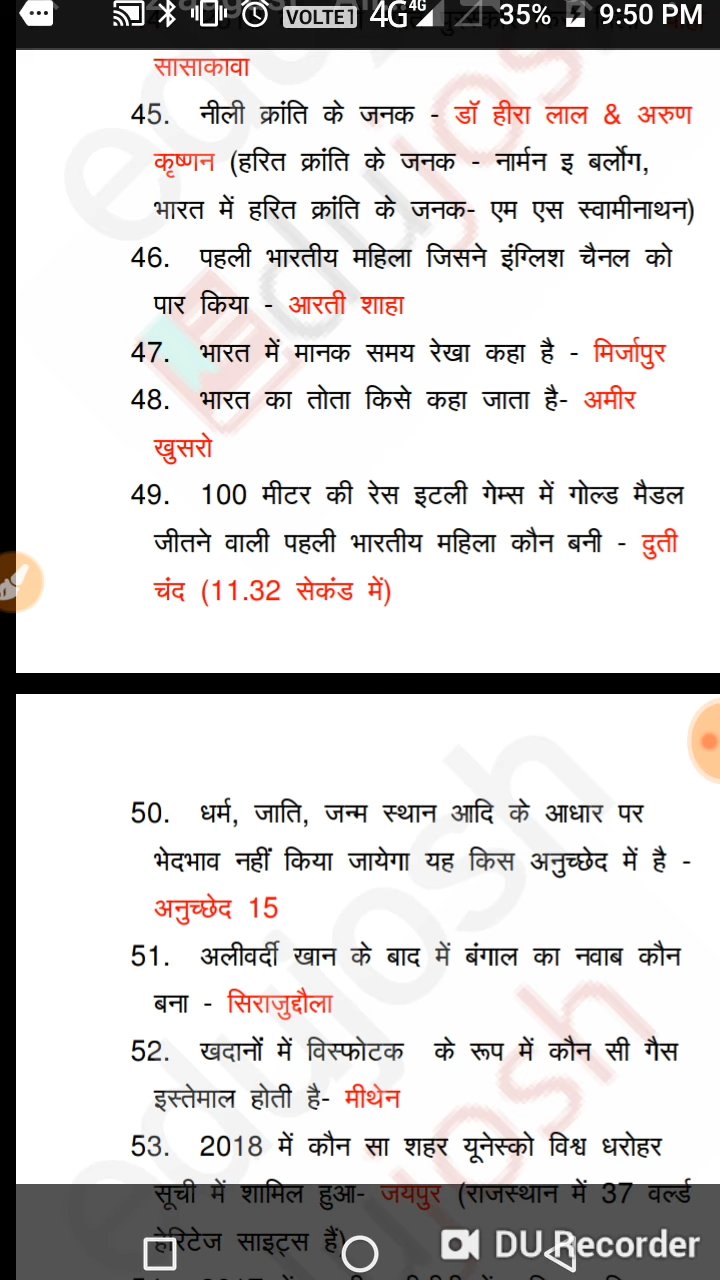 VOLTE1 4G 4G 35% 9:50 PM
सासाकावा
45. नीली क्रांति के जनक - डॉ हीरा लाल & अरुण
कृष्णन (हरित क्रांति के जनक - नार्मन इ बर्लोग,
भारत में हरित क्रांति के जनक- एम एस स्वामीनाथन)
46. पहली भारतीय महिला जिसने इंग्लिश चैनल को
पार किया - आरती शाहा
47. भारत में मानक समय रेखा कहा है - मिर्जापुर
48. भारत का तोता किसे कहा जाता है- अमीर
खुसरो
49. 100 मीटर की रेस इटली गेम्स में गोल्ड मैडल
जीतने वाली पहली भारतीय महिला कौन बनी - दुती
चंद (11.32 सेकंड में)
50. धर्म, जाति, जन्म स्थान आदि के आधार पर
भेदभाव नहीं किया जायेगा यह किस अनुच्छेद में है -
अनुच्छेद 15
51. अलीवर्दी खान के बाद में बंगाल का नवाब कौन
बना - सिराजुद्दौला
52. खदानों में विस्फोटक के रूप में कौन सी गैस
इस्तेमाल होती है- मीथेन
53. 2018 में कौन सा शहर यूनेस्को विश्व धरोहर
सूची में शामिल हुआ- जयपुर (राजस्थान में 37 वर्ल्ड
हेरिटेज साइट्स हैं)
DU Recorder
edujosh
edujosh